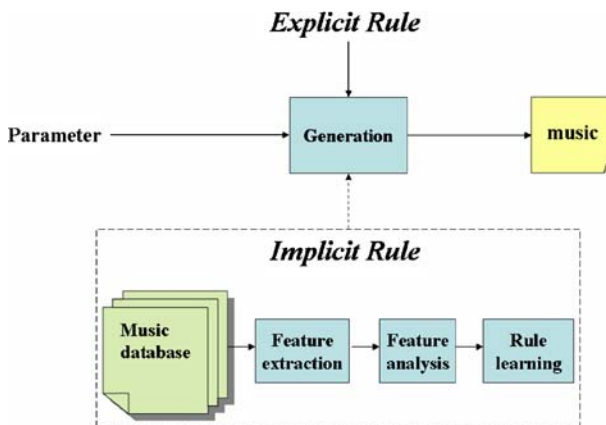 Explicit Rule
Parameter
Generation
music
Implicit Rule
Music
database
Feature
extraction
Feature
analysis
Rule
learning